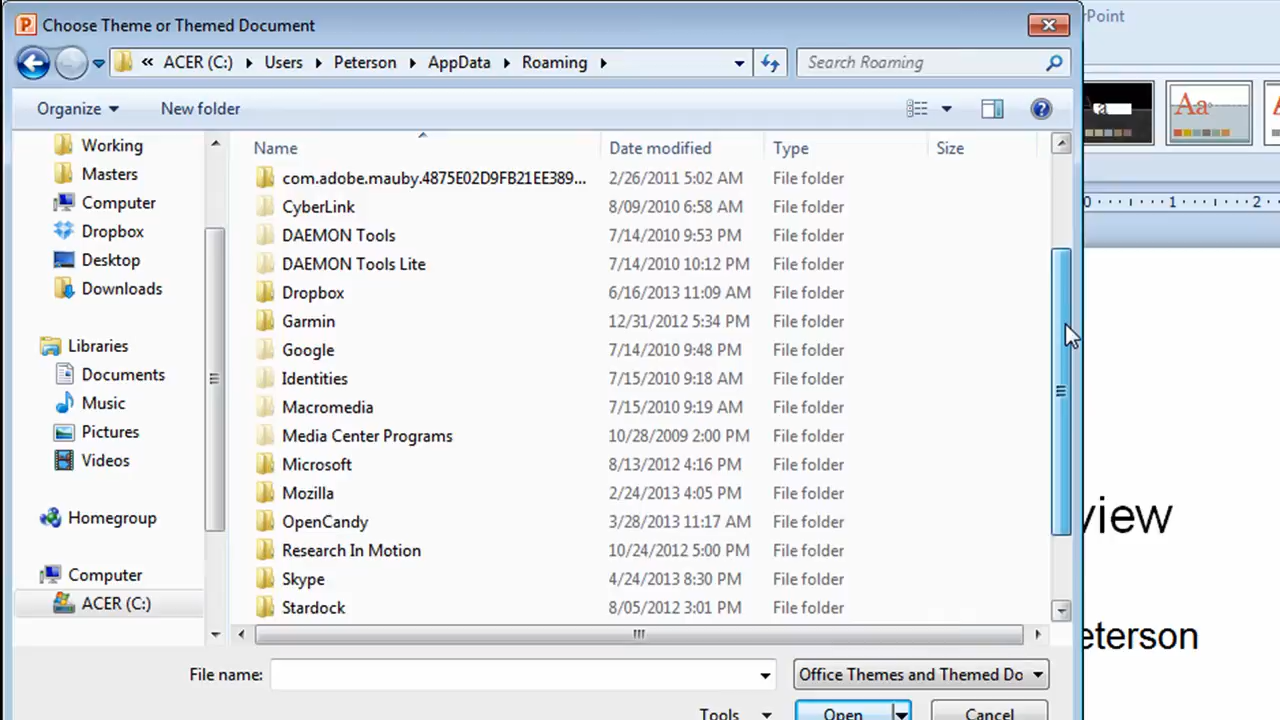 Choose Theme or Themed Document
Point
« ACER (C:) Users Peterson AppData Roaming
Search Roaming
Organize
New folder
Aa
Name
Date modified
Type
Size
Working
Masters
Computer
Dropbox
Desktop
Downloads
Libraries
Documents
Music
Pictures
Videos
Homegroup
Computer
ACER (C:)
com.adobe.mauby.4875E02D9FB21EE389... 2/26/2011 5:02 AM File folder
CyberLink 8/09/2010 6:58 AM File folder
DAEMON Tools 7/14/2010 9:53 PM File folder
DAEMON Tools Lite 7/14/2010 10:12 PM File folder
Dropbox 6/16/2013 11:09 AM File folder
Garmin 12/31/2012 5:34 PM File folder
Google 7/14/2010 9:48 PM File folder
Identities 7/15/2010 9:18 AM File folder
Macromedia 7/15/2010 9:19 AM File folder
Media Center Programs 10/28/2009 2:00 PM File folder
Microsoft 8/13/2012 4:16 PM File folder
Mozilla 2/24/2013 4:05 PM File folder
OpenCandy 3/28/2013 11:17 AM File folder
Research In Motion 10/24/2012 5:00 PM File folder
Skype 4/24/2013 8:30 PM File folder
Stardock 8/05/2012 3:01 PM File folder
0 1 2
view
eterson
File name:
Office Themes and Themed Do
Tools
Open
Cancel